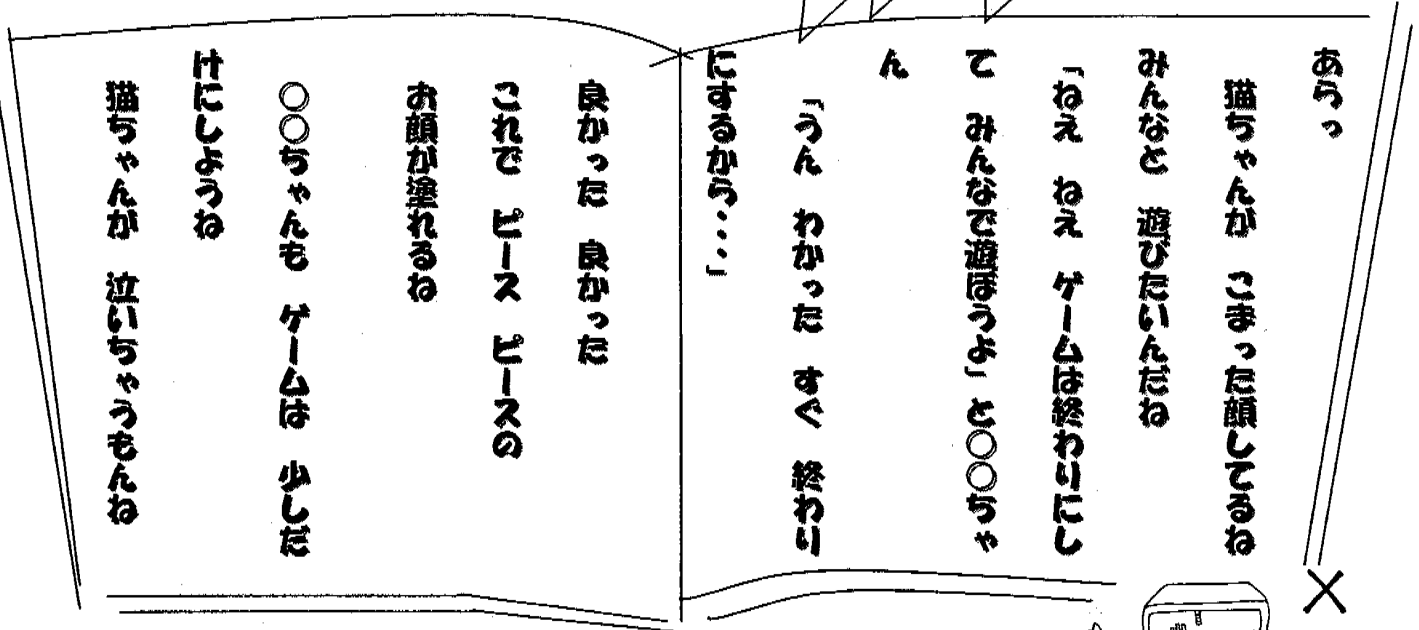 あらっ
猫ちゃんが こまった顔してるね
みんなと 遊びたいんだね
「ねえ ねえ ゲームは終わりにし
て みんなで遊ぼうよ」と○○ちゃ
ん
「うん わかった すぐ 終わり
にするから・・・」
良かった 良かった
これで ピース ピースの
お顔が塗れるね
○○ちゃんも ゲームは 少しだ
けにしようね
猫ちゃんが 泣いちゃうもんね